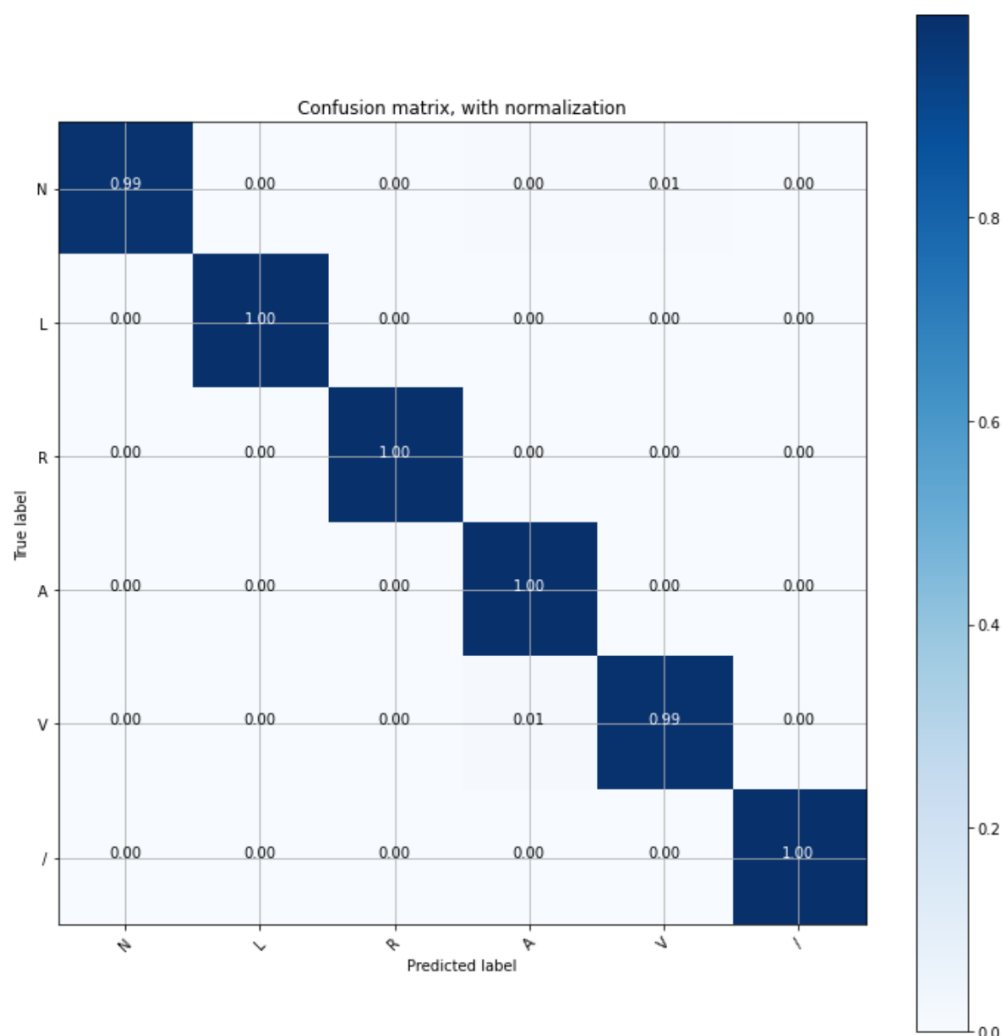 Confusion matrix, with normalization
N 0.99 0.00 0.00 0.00 0.01 0.00
L 0.00 1.00 0.00 0.00 0.00 0.00
R 0.00 0.00 1.00 0.00 0.00 0.00
A 0.00 0.00 0.00 1.00 0.00 0.00
V 0.00 0.00 0.00 0.01 0.99 0.00
/ 0.00 0.00 0.00 0.00 0.00 1.00
True label
N L R A V /
Predicted label
0.8
0.6
0.4
0.2
0.0